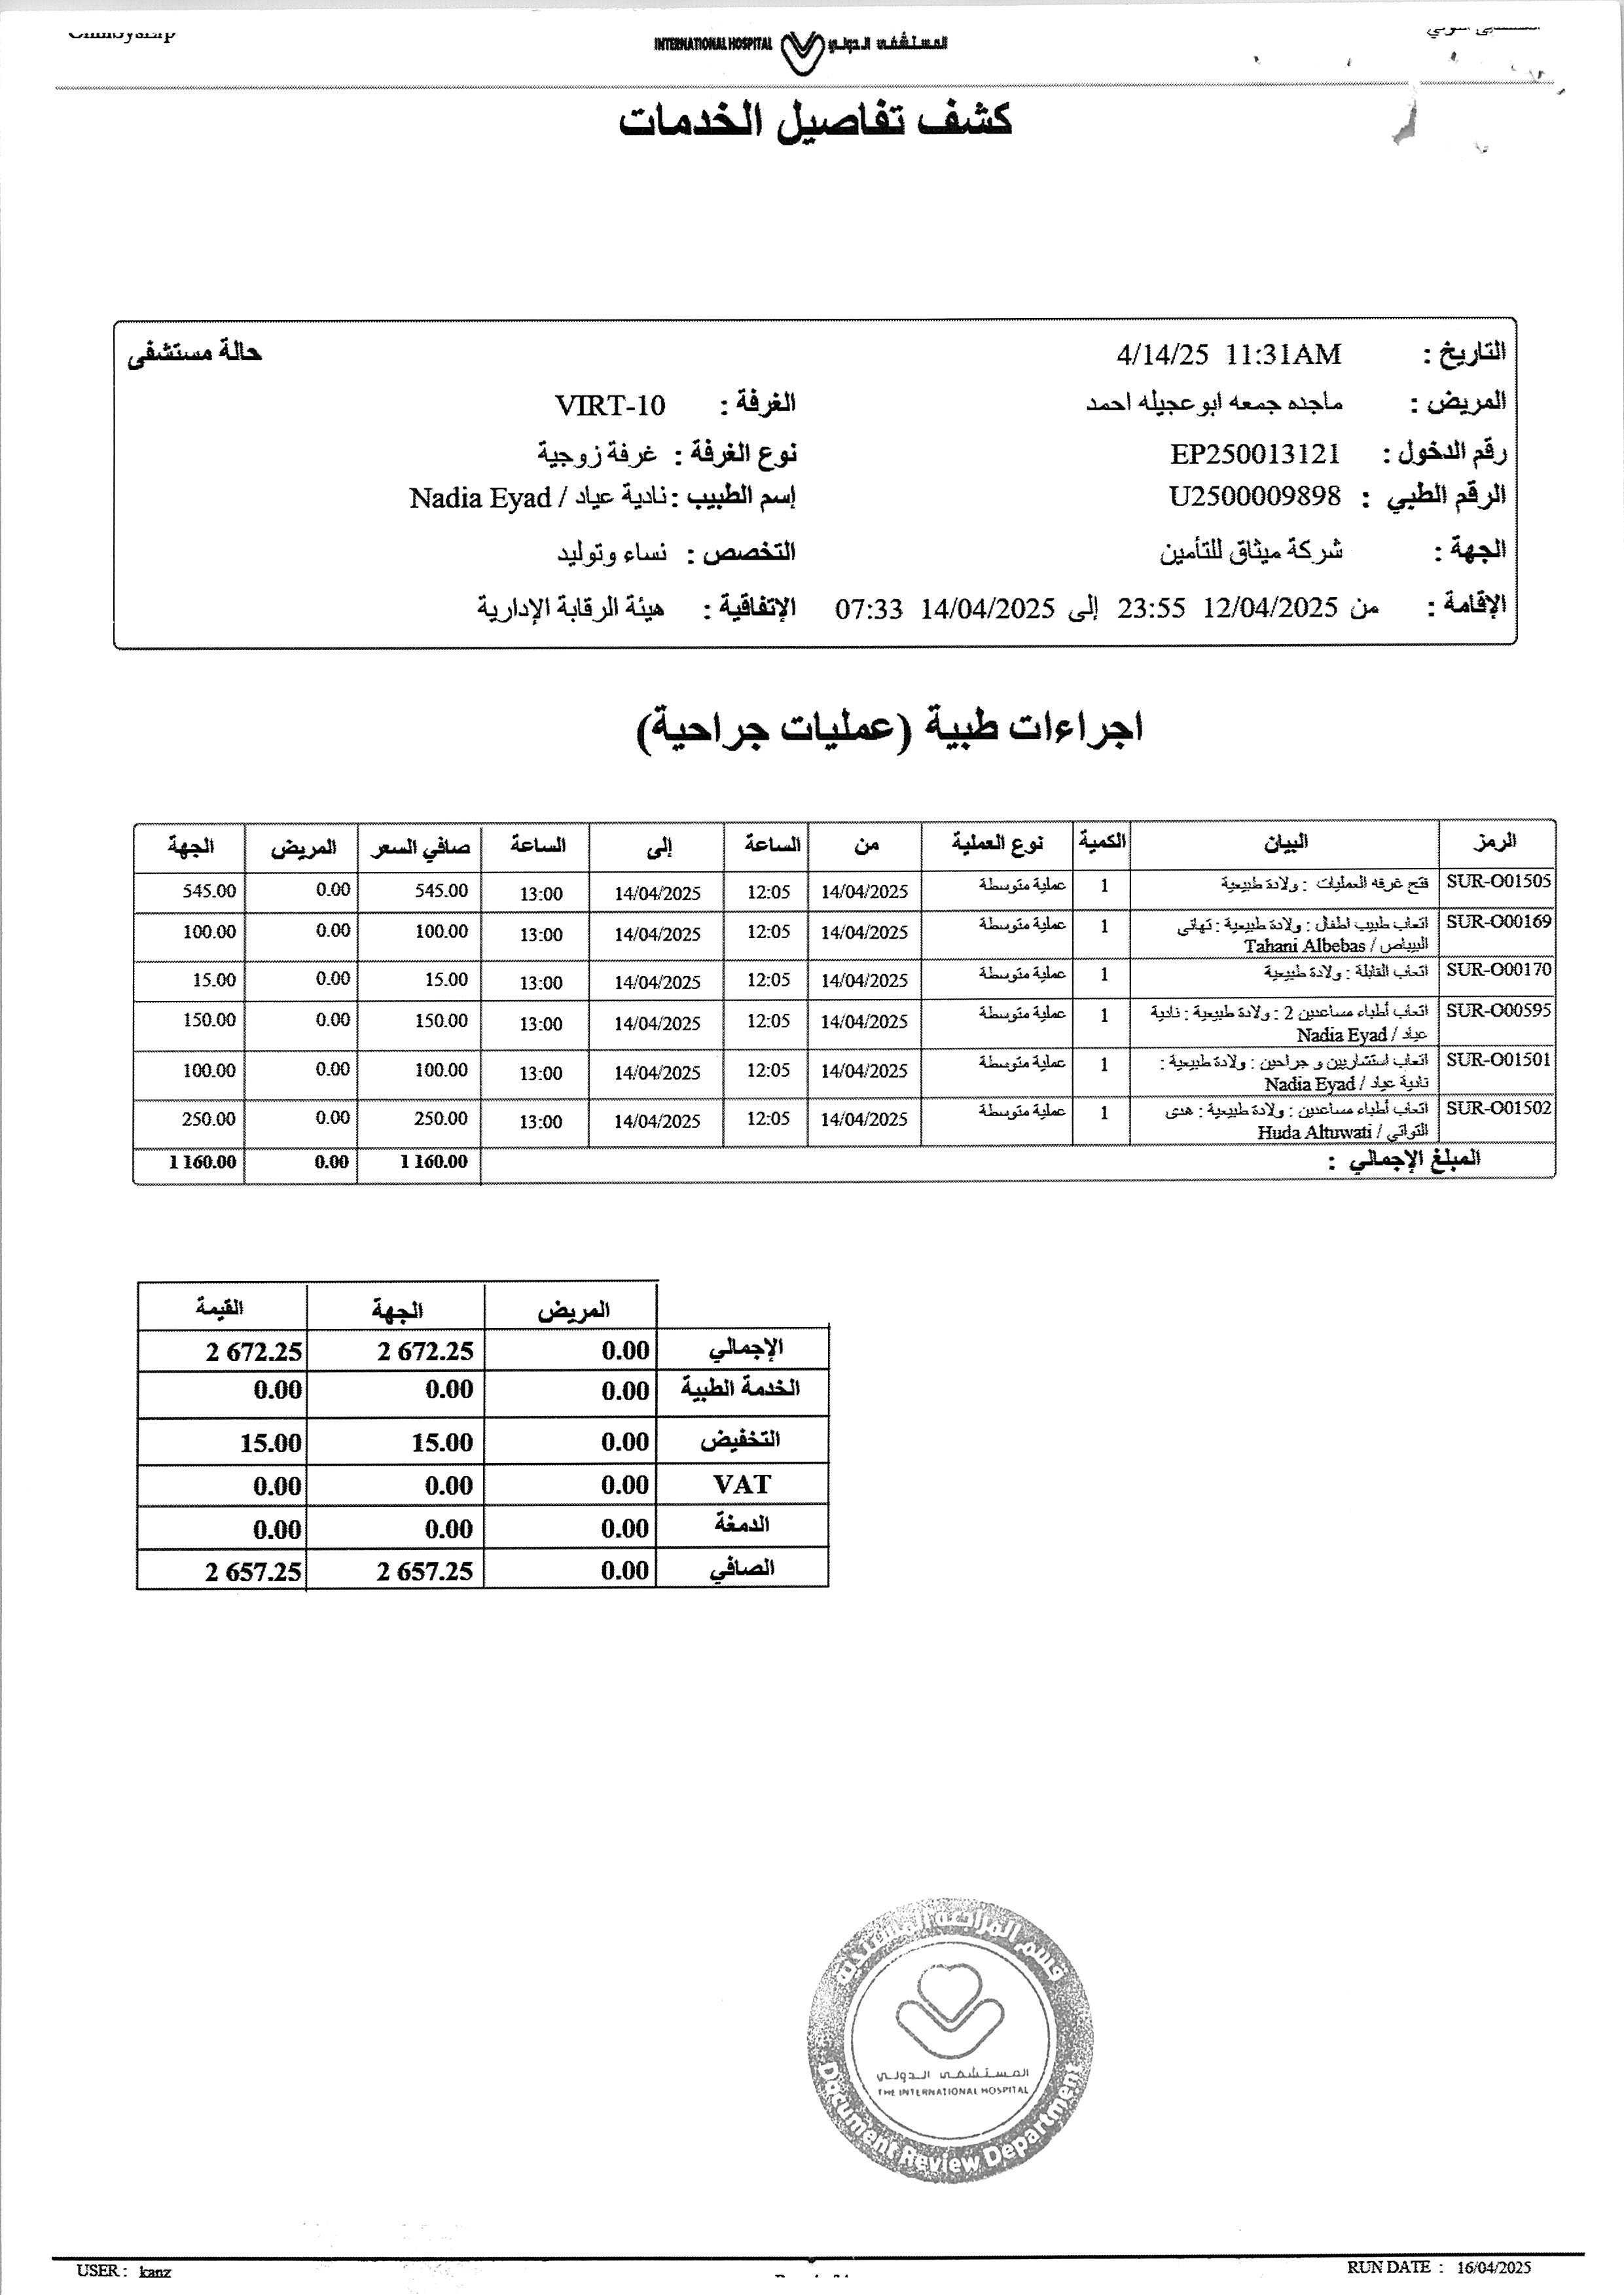 INTERNATIONAL HOSPITAL المستشفى الدولي
كشف تفاصيل الخدمات
التاريخ : 4/14/25 11:31AM حالة مستشفى
المريض : ماجده جمعه ابوعجيله احمد الغرفة : VIRT-10
رقم الدخول : EP250013121 نوع الغرفة : غرفة زوجية
الرقم الطبي : U2500009898 إسم الطبيب : نادية عياد / Nadia Eyad
الجهة : شركة ميثاق للتأمين التخصص : نساء وتوليد
الإقامة : من 12/04/2025 23:55 إلى 14/04/2025 07:33 الإتفاقية : هيئة الرقابة الإدارية
اجراءات طبية (عمليات جراحية)
الرمز البيان الكمية نوع العملية من الساعة إلى الساعة صافي السعر المريض الجهة
SUR-O01505 فتح غرفه العمليات : ولادة طبيعية 1 عملية متوسطة 14/04/2025 12:05 14/04/2025 13:00 545.00 0.00 545.00
SUR-O00169 اتعاب طبيب اطفال : ولادة طبيعية : تهاني 1 عملية متوسطة 14/04/2025 12:05 14/04/2025 13:00 100.00 0.00 100.00
البيباص / Tahani Albebas
SUR-O00170 اتعاب القابلة : ولادة طبيعية 1 عملية متوسطة 14/04/2025 12:05 14/04/2025 13:00 15.00 0.00 15.00
SUR-O00595 اتعاب أطباء مساعدين 2 : ولادة طبيعية : نادية 1 عملية متوسطة 14/04/2025 12:05 14/04/2025 13:00 150.00 0.00 150.00
عياد / Nadia Eyad
SUR-O01501 اتعاب استشاريين و جراحين : ولادة طبيعية : 1 عملية متوسطة 14/04/2025 12:05 14/04/2025 13:00 100.00 0.00 100.00
نادية عياد / Nadia Eyad
SUR-O01502 اتعاب أطباء مساعدين : ولادة طبيعية : هدى 1 عملية متوسطة 14/04/2025 12:05 14/04/2025 13:00 250.00 0.00 250.00
التواتي / Huda Altuwati
المبلغ الإجمالي : 1 160.00 0.00 1 160.00
المريض الجهة القيمة
الإجمالي 0.00 2 672.25 2 672.25
الخدمة الطبية 0.00 0.00 0.00
التخفيض 0.00 15.00 15.00
VAT 0.00 0.00 0.00
الدمغة 0.00 0.00 0.00
الصافي 0.00 2 657.25 2 657.25
قسم المراجعة المستندية
المستشفى الدولي
THE INTERNATIONAL HOSPITAL
Document Review Department
USER : kanz RUN DATE : 16/04/2025